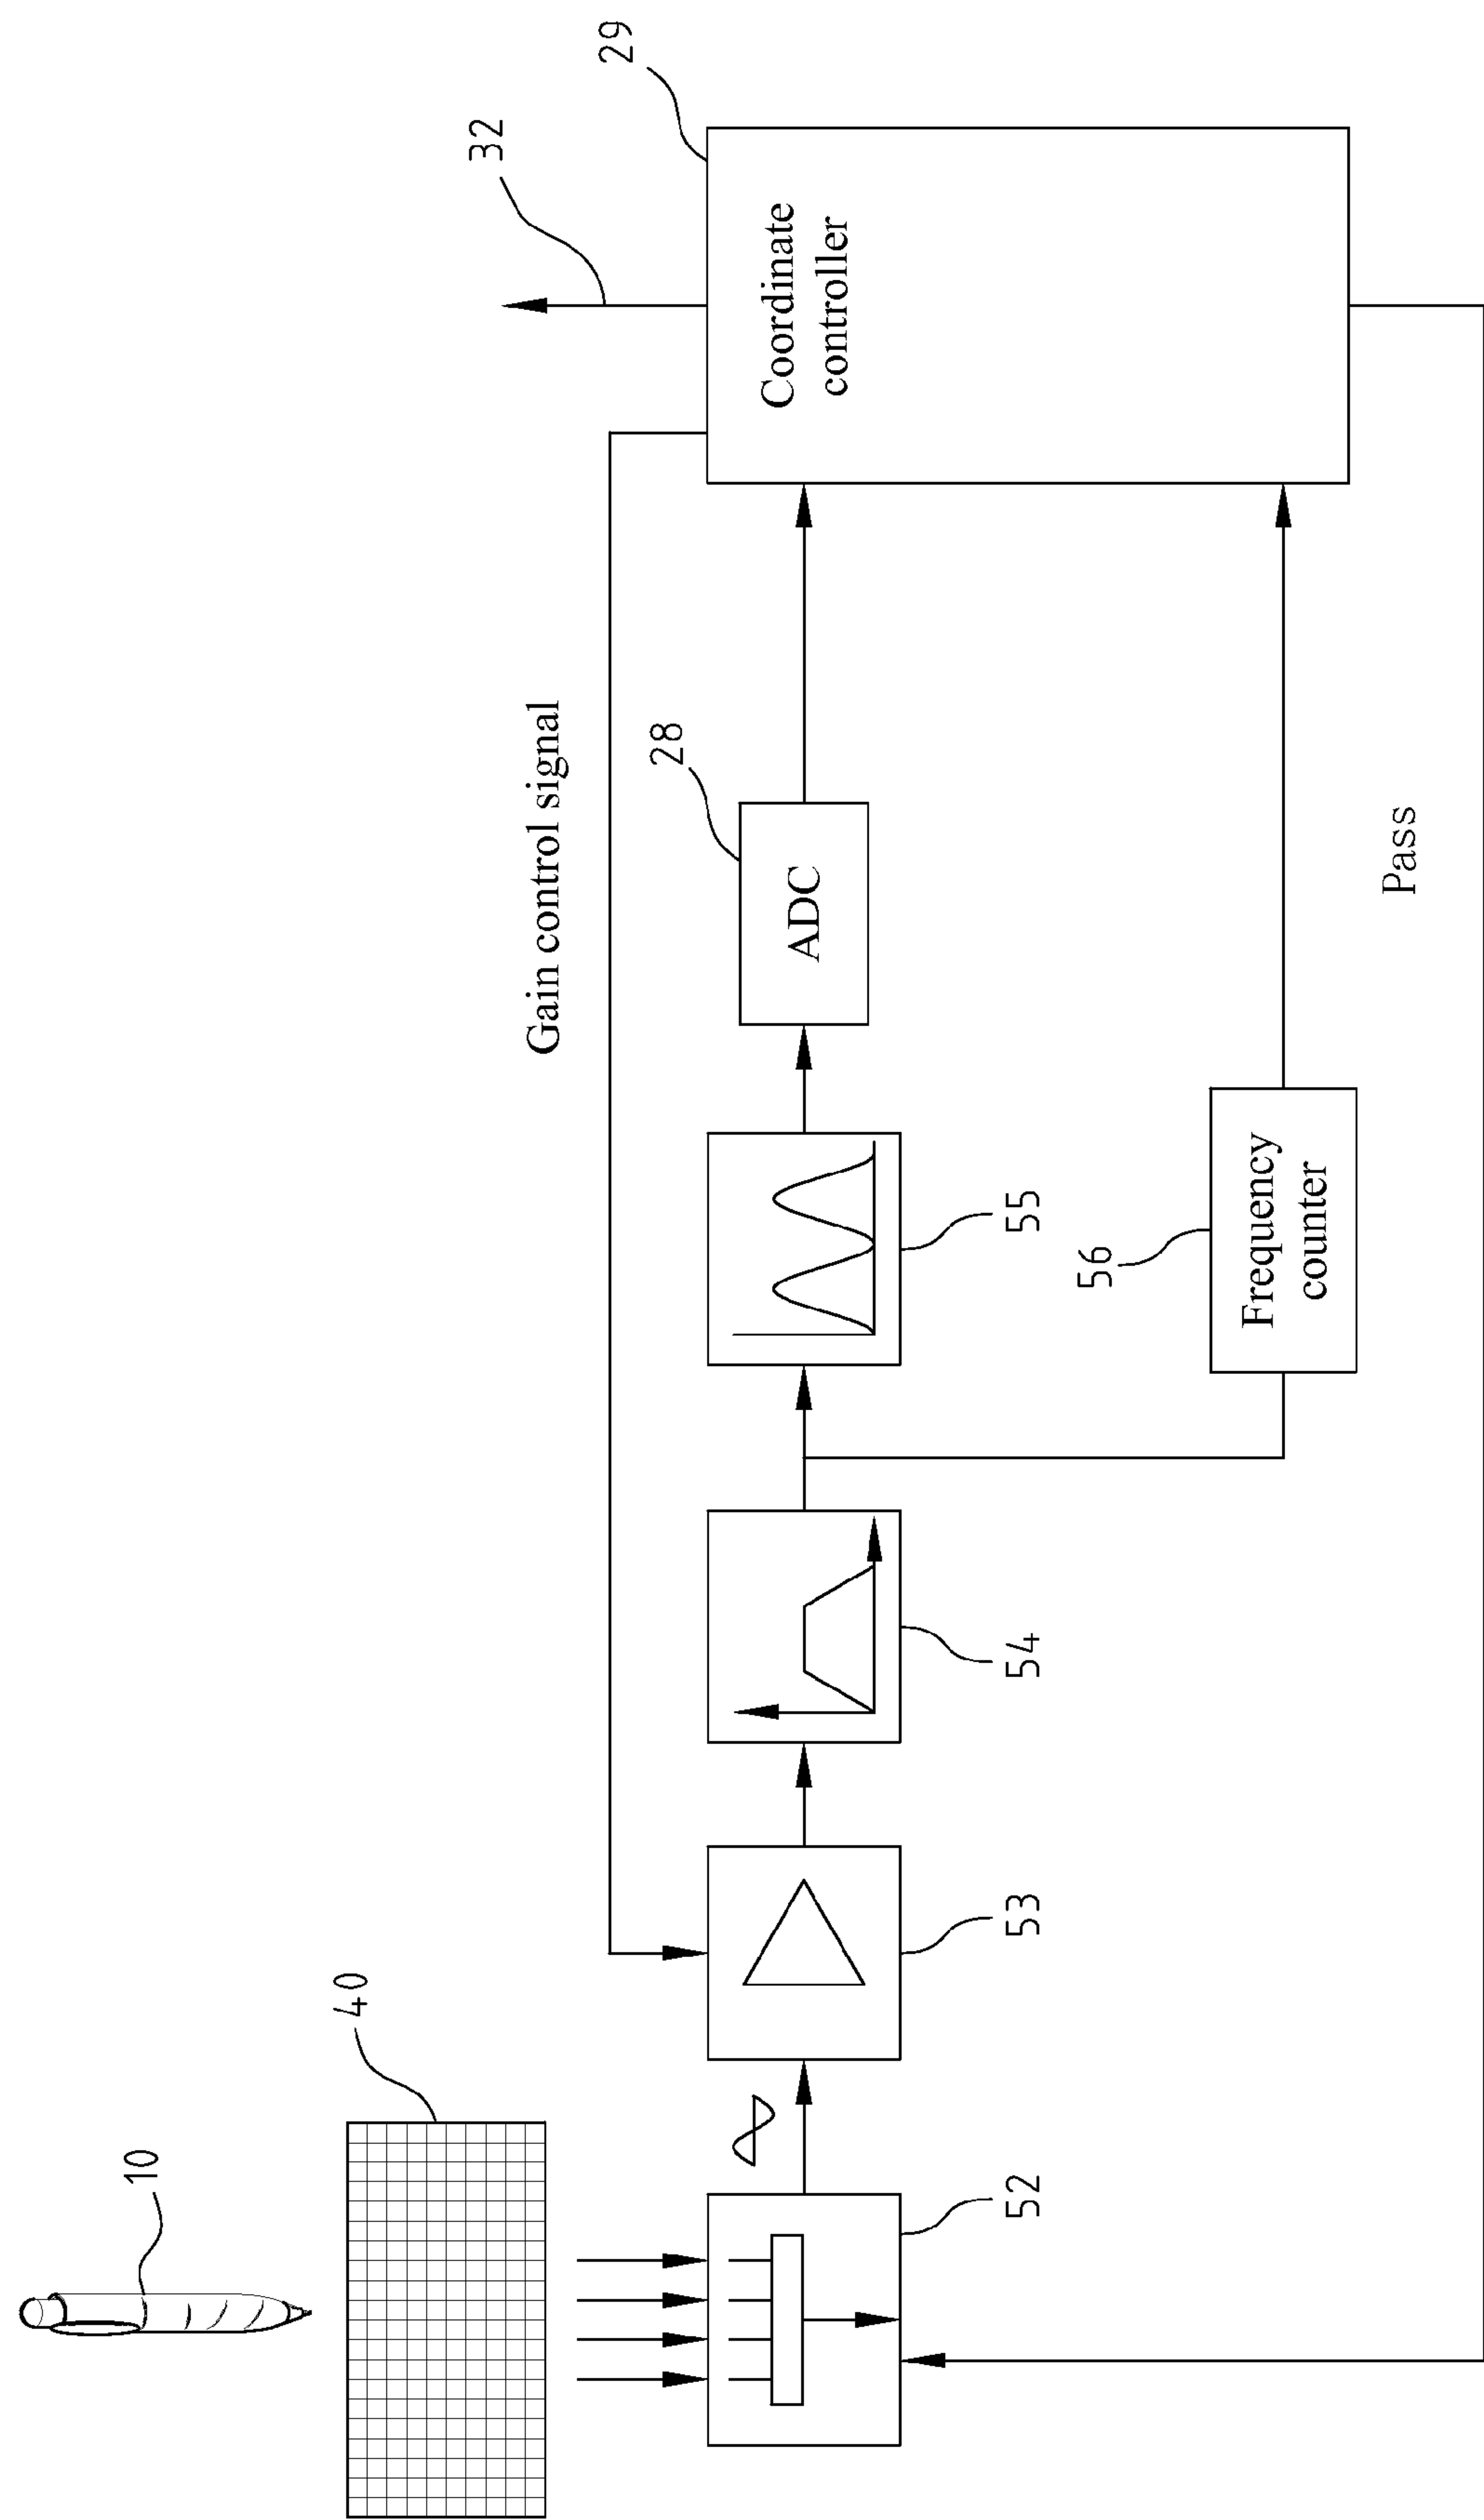 10
40
52
53
54
55
56
Frequency
counter
ADC
28
Gain control signal
Pass
Coordinate
controller
32
29